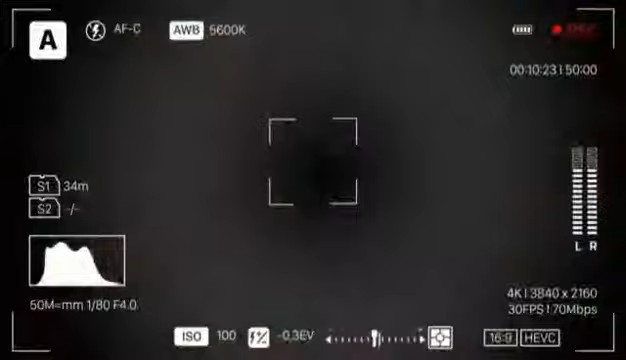 A
AF-C
AWB 5600K
REC
00:10:23 | 50:00
S1 34m
S2 -/-
L R
50M=mm 1/80 F4.0
4K | 3840 x 2160
30FPS | 70Mbps
ISO 100
-0.3EV
16:9 HEVC